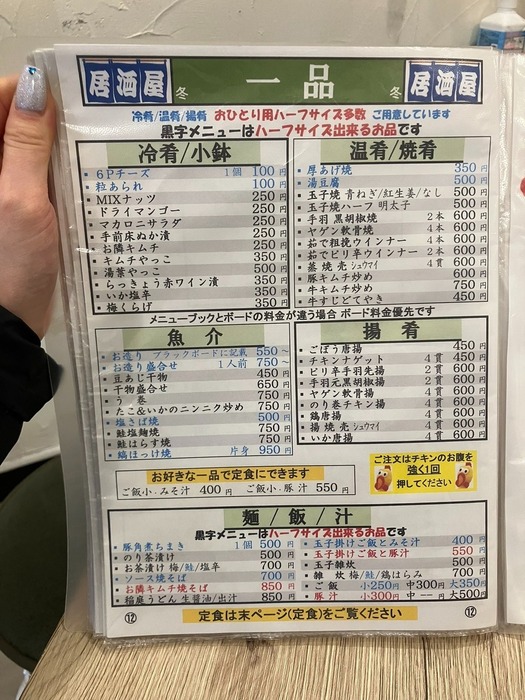 居酒屋 冬 一品 冬 居酒屋
冷肴/温肴/揚肴 おひとり用ハーフサイズ多数 ご用意しています
黒字メニューはハーフサイズ出来るお品です
冷肴/小鉢
・6Pチーズ 1個 100円
・粒あられ 100円
・MIXナッツ 250円
・ドライマンゴー 250円
・マカロニサラダ 250円
・手前床ぬか漬 250円
・お隣キムチ 250円
・キムチやっこ 350円
・湯葉やっこ 500円
・らっきょう赤ワイン漬 350円
・いか塩辛 350円
・梅くらげ 350円
温肴/焼肴
・厚あげ焼 350円
・湯豆腐 500円
・玉子焼 青ねぎ/紅生姜/なし 500円
・玉子焼ハーフ 明太子 500円
・手羽 黒胡椒焼 2本 600円
・ヤゲン軟骨焼 4本 600円
・茹で粗挽ウインナー 4本 600円
・茹でピリ辛ウインナー 2本 600円
・蒸 焼 売 シュウマイ 4貫 600円
・豚キムチ炒め 600円
・牛キムチ炒め 750円
・牛すじどてやき 450円
メニューブックとボードの料金が違う場合 ボード料金優先です
魚介
・お造り ブラックボードに記載 550~
・お造り盛合せ 1人前 750~
・豆あじ干物 450円
・干物盛合せ 650円
・う 巻 750円
・たこ&いかのニンニク炒め 750円
・塩さば焼 500円
・鮭塩麹焼 750円
・鮭はらす焼 750円
・縞ほっけ焼 片身 950円
揚肴
・ごぼう唐揚 450円
・チキンナゲット 4貫 450円
・ピリ辛手羽先揚 2貫 600円
・手羽元黒胡椒揚 2貫 600円
・ヤゲン軟骨揚 4貫 600円
・のり巻チキン揚 4貫 600円
・鶏唐揚 4貫 600円
・揚 焼 売 シュウマイ 4貫 600円
・いか唐揚 4貫 600円
お好きな一品で定食にできます
ご飯小.みそ汁 400円 ご飯小.豚汁 550円
ご注文はチキンのお腹を
強く1回
押してください
麺/飯/汁
黒字メニューはハーフサイズ出来るお品です
・豚角煮ちまき 1個 500円
・のり茶漬け 500円
・お茶漬け 梅/鮭/塩辛 700円
・ソース焼そば 700円
・お隣キムチ焼そば 850円
・稲庭うどん 生醤油/出汁 850円
・玉子掛けご飯とみそ汁 400円
・玉子掛けご飯と豚汁 550円
・玉子雑炊 500円
・雑 炊 梅/鮭/鶏はらみ 700円
・ご 飯 小250円 中300円 大350円
・豚 汁 小300円 中--円 大500円
⑫ 定食は末ページ(定食)をご覧ください ⑫